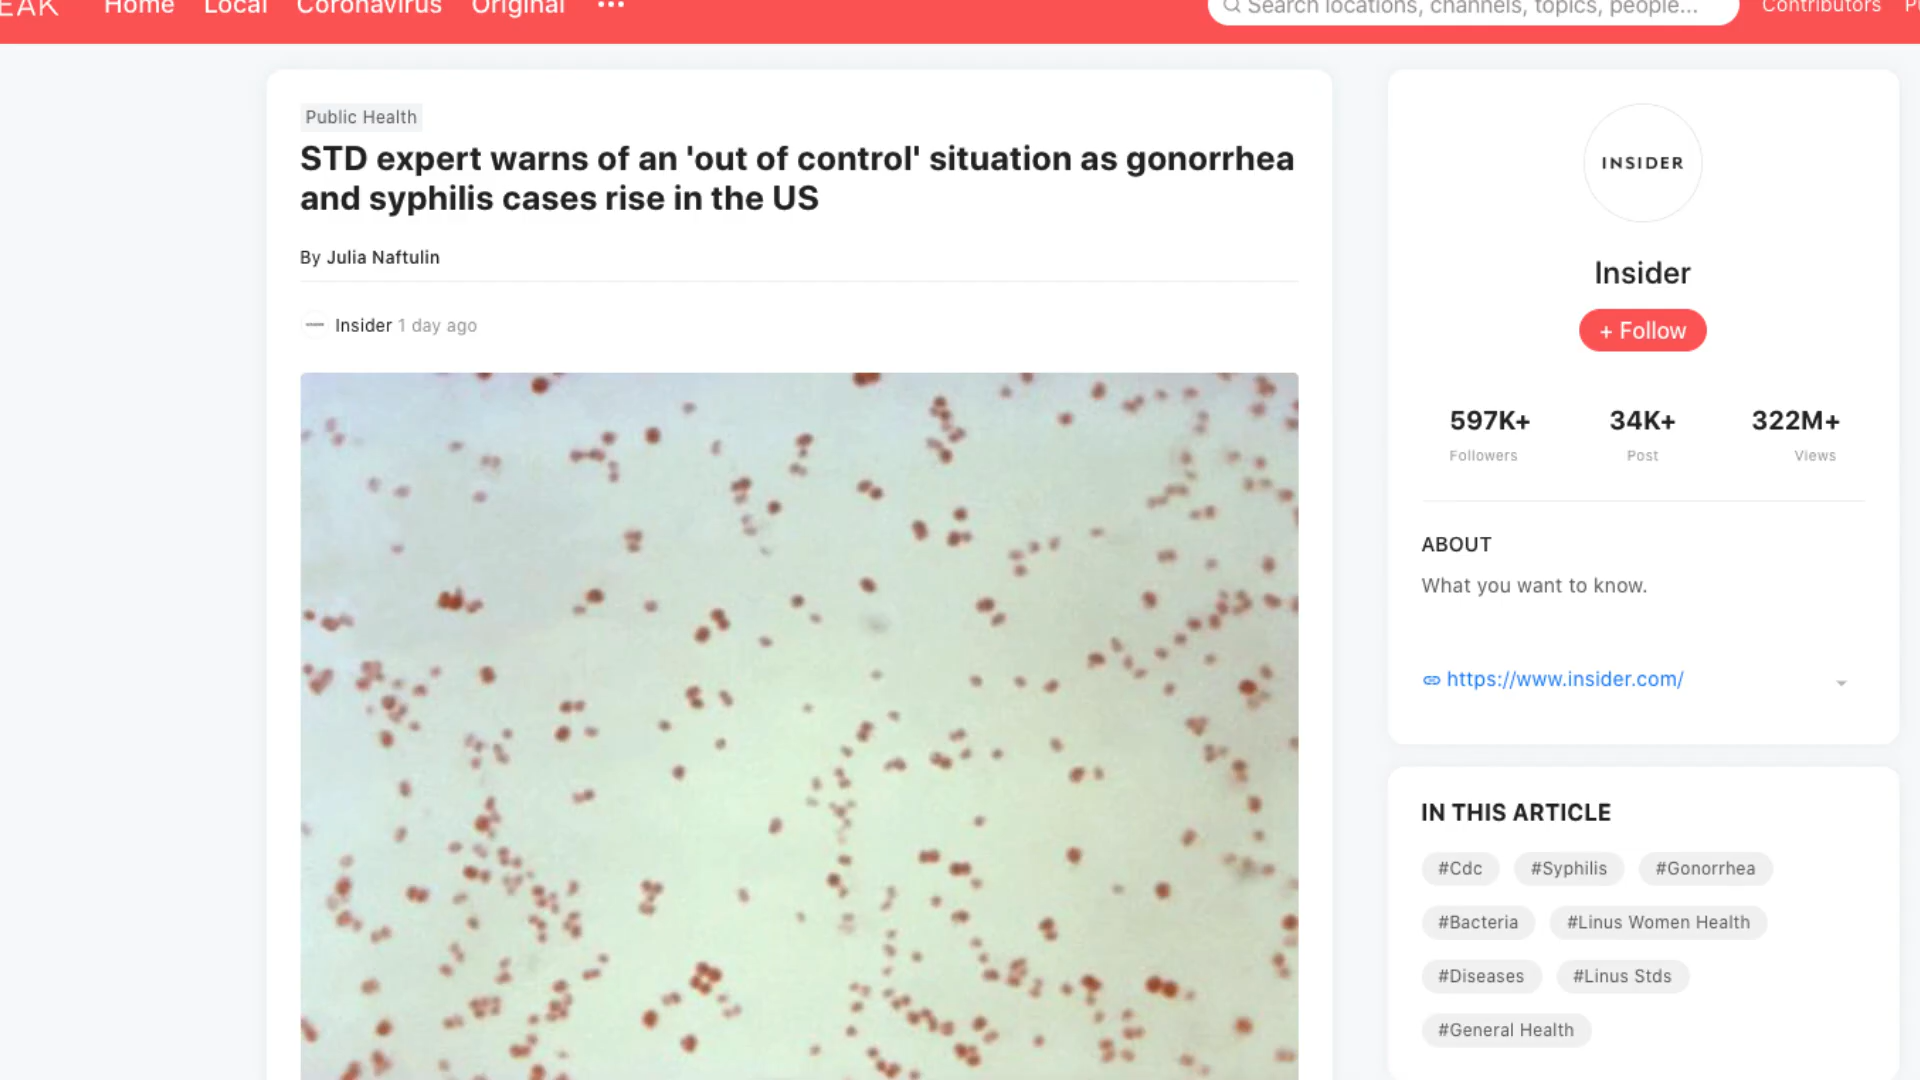 EAK Home Local Coronavirus Original ••• Search locations, channels, topics, people... Contributors
Public Health
STD expert warns of an 'out of control' situation as gonorrhea
and syphilis cases rise in the US
By Julia Naftulin
Insider 1 day ago
INSIDER
Insider
+ Follow
597K+ 34K+ 322M+
Followers Post Views
ABOUT
What you want to know.
https://www.insider.com/
IN THIS ARTICLE
#Cdc #Syphilis #Gonorrhea
#Bacteria #Linus Women Health
#Diseases #Linus Stds
#General Health